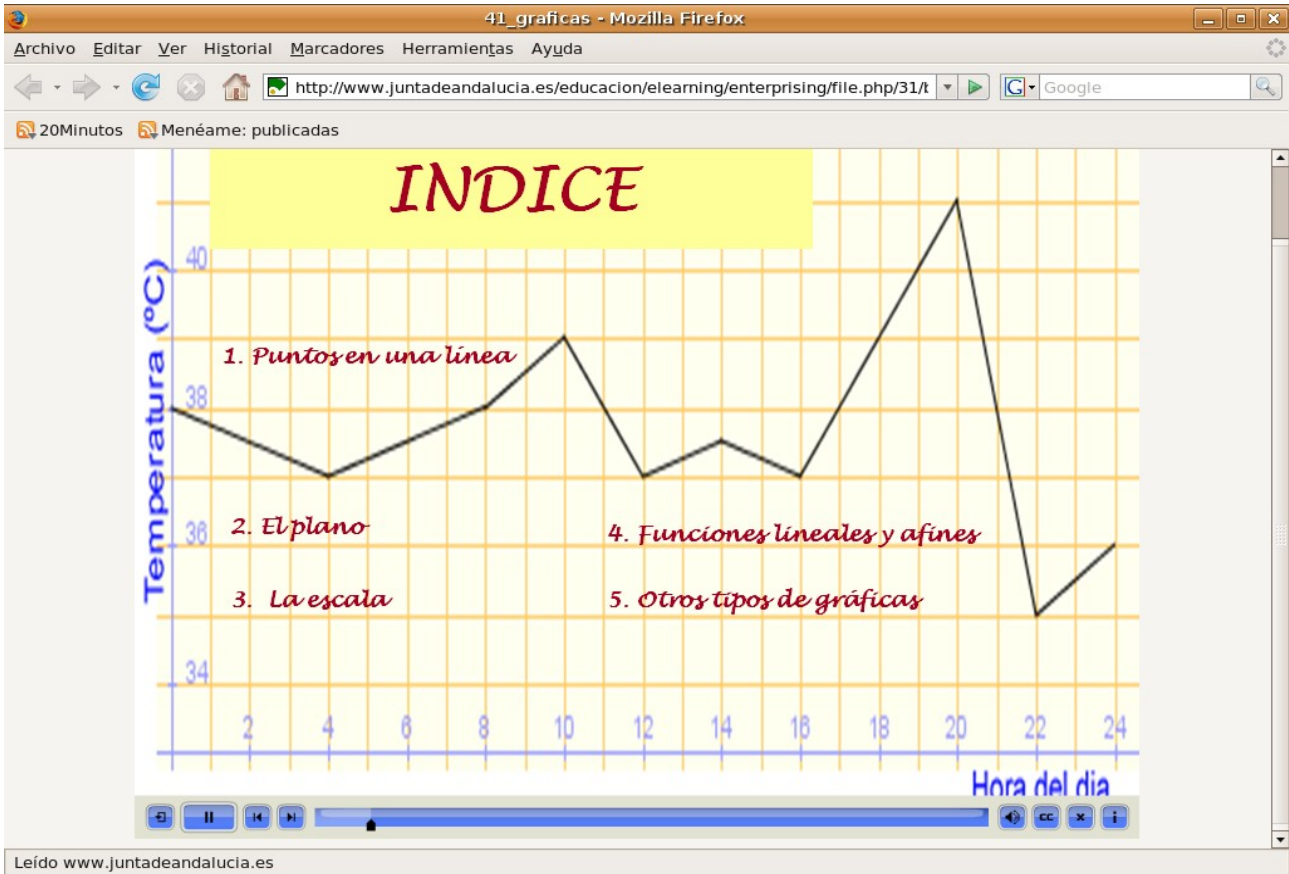 41_graficas - Mozilla Firefox
Archivo Editar Ver Historial Marcadores Herramientas Ayuda
http://www.juntadeandalucia.es/educacion/elearning/enterprising/file.php/31/t
G Google
20Minutos Menéame: publicadas
INDICE
Temperatura (ºC)
40
1. Puntos en una línea
38
2. El plano
36
4. Funciones lineales y afines
3. La escala
5. Otros tipos de gráficas
34
2 4 6 8 10 12 14 16 18 20 22 24
Hora del dia
CC
i
Leído www.juntadeandalucia.es